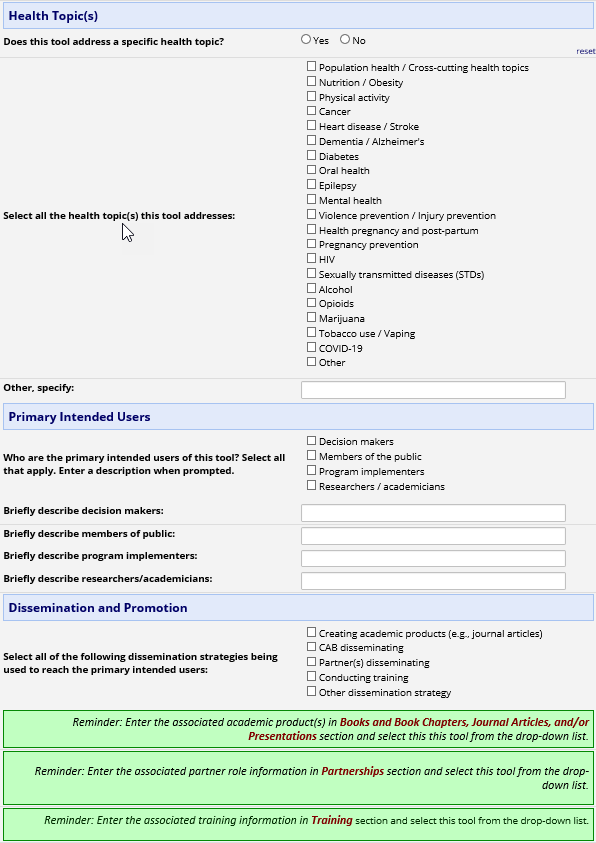 Health Topic(s)
Does this tool address a specific health topic?
Yes No
reset
Select all the health topic(s) this tool addresses:
Population health / Cross-cutting health topics
Nutrition / Obesity
Physical activity
Cancer
Heart disease / Stroke
Dementia / Alzheimer's
Diabetes
Oral health
Epilepsy
Mental health
Violence prevention / Injury prevention
Health pregnancy and post-partum
Pregnancy prevention
HIV
Sexually transmitted diseases (STDs)
Alcohol
Opioids
Marijuana
Tobacco use / Vaping
COVID-19
Other
Other, specify:
Primary Intended Users
Who are the primary intended users of this tool? Select all
that apply. Enter a description when prompted.
Decision makers
Members of the public
Program implementers
Researchers / academicians
Briefly describe decision makers:
Briefly describe members of public:
Briefly describe program implementers:
Briefly describe researchers/academicians:
Dissemination and Promotion
Select all of the following dissemination strategies being
used to reach the primary intended users:
Creating academic products (e.g., journal articles)
CAB disseminating
Partner(s) disseminating
Conducting training
Other dissemination strategy
Reminder: Enter the associated academic product(s) in Books and Book Chapters, Journal Articles, and/or
Presentations section and select this this tool from the drop-down list.
Reminder: Enter the associated partner role information in Partnerships section and select this tool from the drop-
down list.
Reminder: Enter the associated training information in Training section and select this tool from the drop-down list.